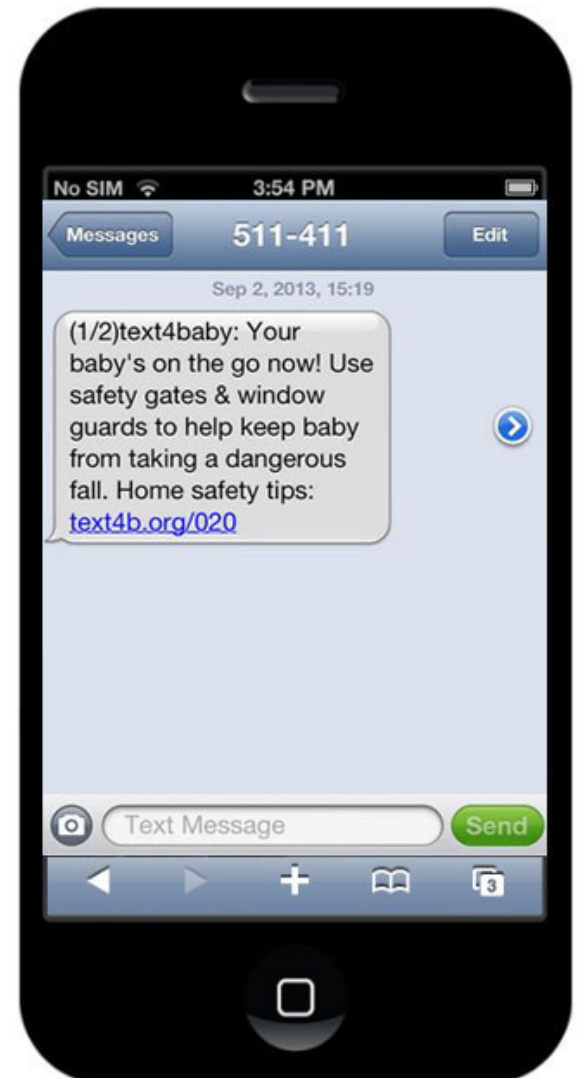 No SIM 3:54 PM
Messages 511-411 Edit
Sep 2, 2013, 15:19
(1/2)text4baby: Your
baby's on the go now! Use
safety gates & window
guards to help keep baby
from taking a dangerous
fall. Home safety tips:
text4b.org/020
Text Message Send
3